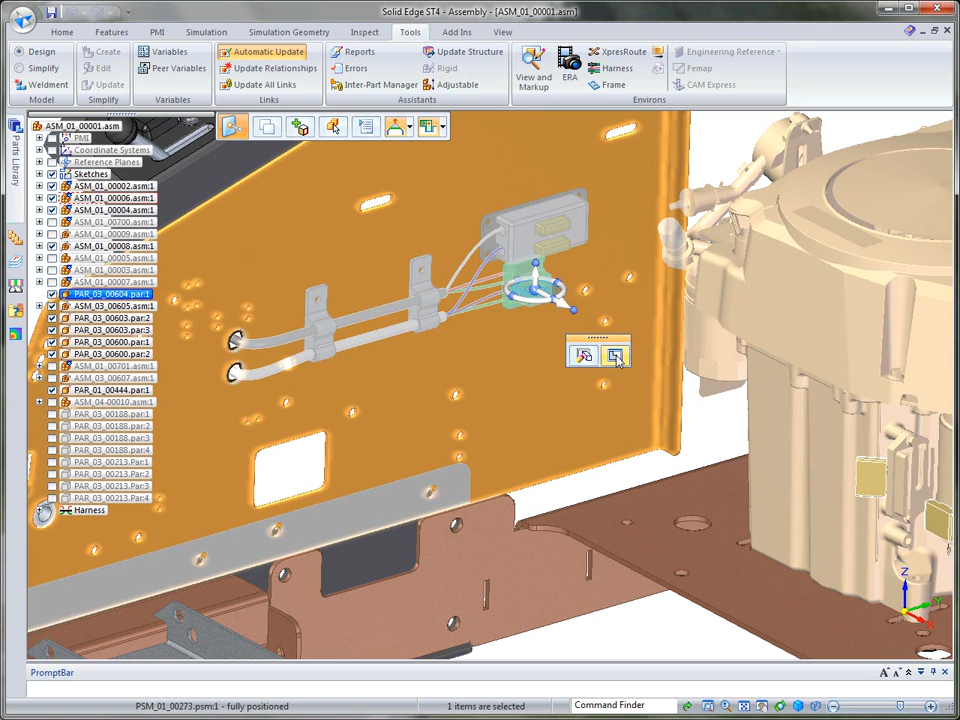 Solid Edge ST4 - Assembly - [ASM_01_00001.asm]
Home Features PMI Simulation Simulation Geometry Inspect Tools Add Ins View
Design
Simplify
Weldment
Model
Create
Edit
Update
Simplify
Variables
Peer Variables
Variables
Automatic Update
Update Relationships
Update All Links
Links
Reports
Errors
Inter-Part Manager
Update Structure
Rigid
Adjustable
Assistants
View and
Markup
ERA
XpresRoute
Harness
Frame
Engineering Reference
Femap
CAM Express
Environs
Parts Library
ASM_01_00001.asm
PMI
Coordinate Systems
Reference Planes
Sketches
ASM_01_00002.asm:1
ASM_01_00006.asm:1
ASM_01_00004.asm:1
ASM_01_00700.asm:1
ASM_01_00009.asm:1
ASM_01_00008.asm:1
ASM_01_00005.asm:1
ASM_01_00003.asm:1
ASM_01_00007.asm:1
PAR_03_00604.par:1
ASM_03_00605.asm:1
PAR_03_00603.par:2
PAR_03_00603.par:3
PAR_03_00600.par:1
PAR_03_00600.par:2
ASM_01_00701.asm:1
ASM_03_00607.asm:1
PAR_01_00444.par:1
ASM_04-00010.asm:1
PAR_03_00188.par:1
PAR_03_00188.par:2
PAR_03_00188.par:3
PAR_03_00188.par:4
PAR_03_00213.Par:1
PAR_03_00213.Par:2
PAR_03_00213.Par:3
PAR_03_00213.Par:4
Harness
Z
Y
X
PromptBar
A A
PSM_01_00273.psm:1 - fully positioned
1 items are selected
Command Finder